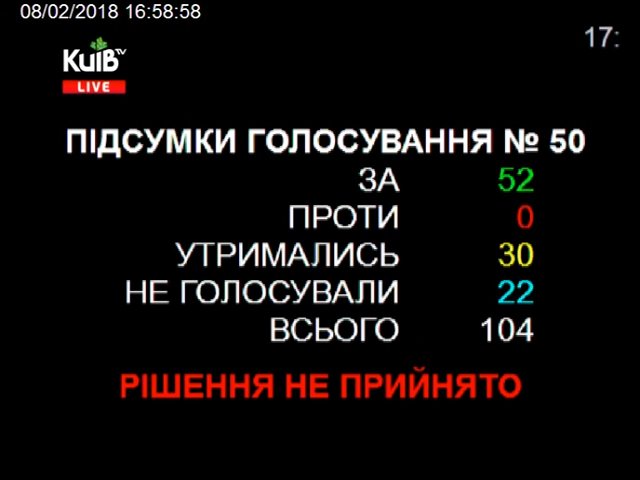 08/02/2018 16:58:58
17:
КиїВ TV
LIVE
ПІДСУМКИ ГОЛОСУВАННЯ № 50
ЗА 52
ПРОТИ 0
УТРИМАЛИСЬ 30
НЕ ГОЛОСУВАЛИ 22
ВСЬОГО 104
РІШЕННЯ НЕ ПРИЙНЯТО